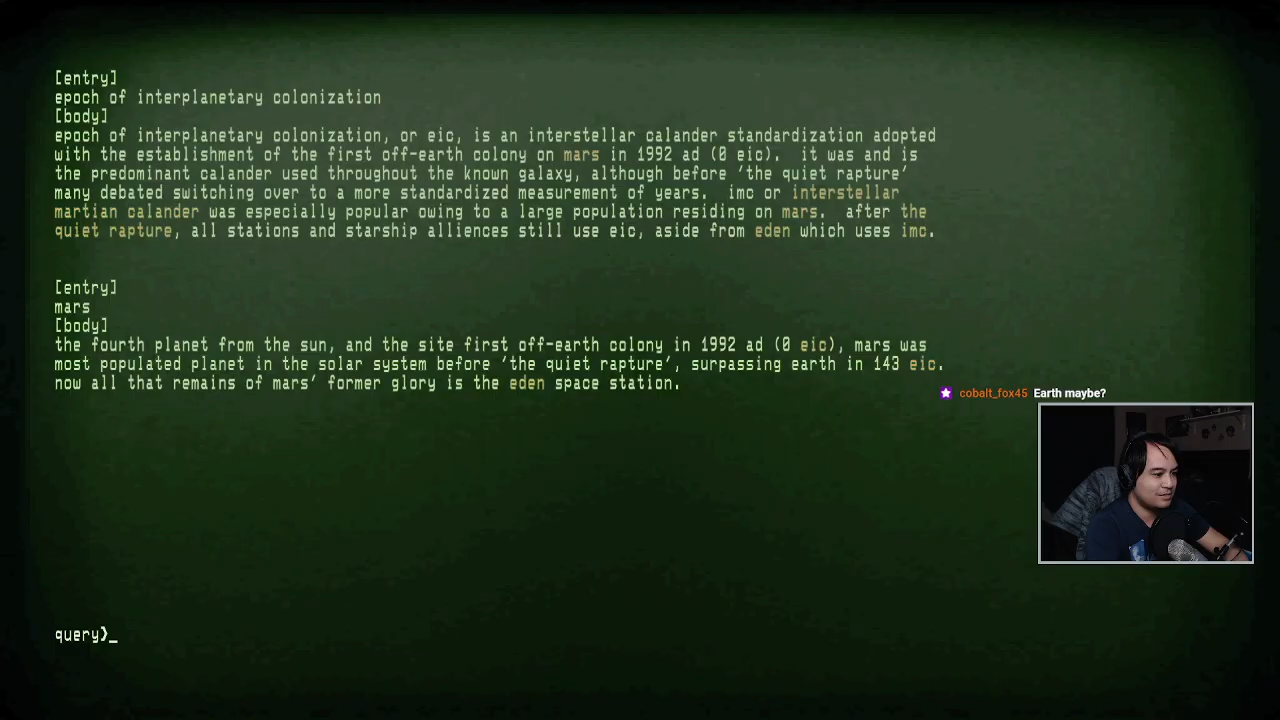 [entry]
epoch of interplanetary colonization
[body]
epoch of interplanetary colonization, or eic, is an interstellar calander standardization adopted
with the establishment of the first off-earth colony on mars in 1992 ad (0 eic).  it was and is
the predominant calander used throughout the known galaxy, although before 'the quiet rapture'
many debated switching over to a more standardized measurement of years.  imc or interstellar
martian calander was especially popular owing to a large population residing on mars.  after the
quiet rapture, all stations and starship alliences still use eic, aside from eden which uses imc.
[entry]
mars
[body]
the fourth planet from the sun, and the site first off-earth colony in 1992 ad (0 eic), mars was
most populated planet in the solar system before 'the quiet rapture', surpassing earth in 143 eic.
now all that remains of mars' former glory is the eden space station.
cobalt_fox45 Earth maybe?
query}_